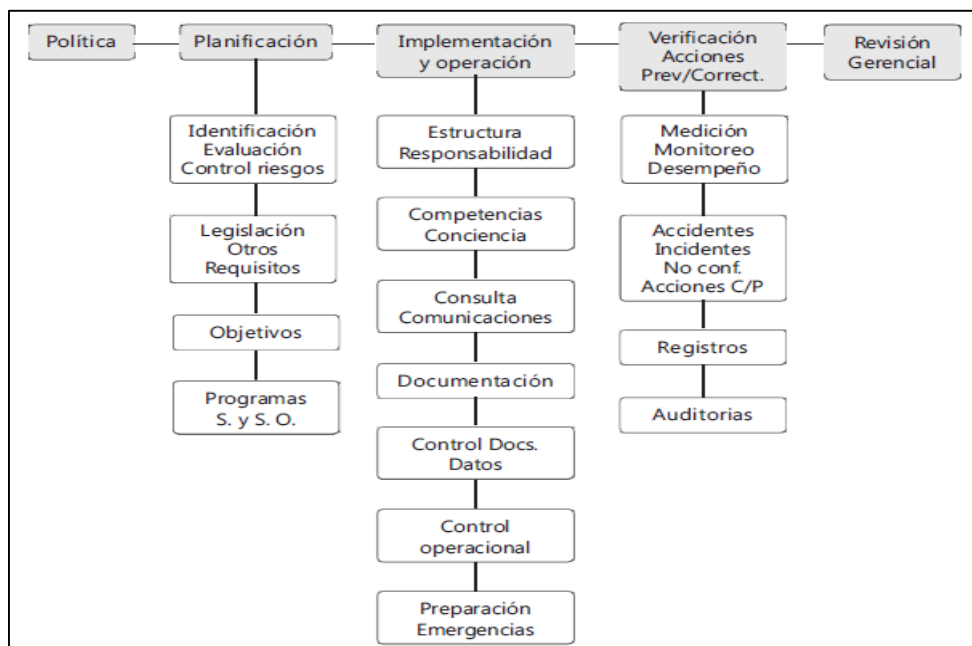 Política
Planificación
Implementación
y operación
Verificación
Acciones
Prev/Correct.
Revisión
Gerencial
Identificación
Evaluación
Control riesgos
Legislación
Otros
Requisitos
Objetivos
Programas
S. y S. O.
Estructura
Responsabilidad
Competencias
Conciencia
Consulta
Comunicaciones
Documentación
Control Docs.
Datos
Control
operacional
Preparación
Emergencias
Medición
Monitoreo
Desempeño
Accidentes
Incidentes
No conf.
Acciones C/P
Registros
Auditorias